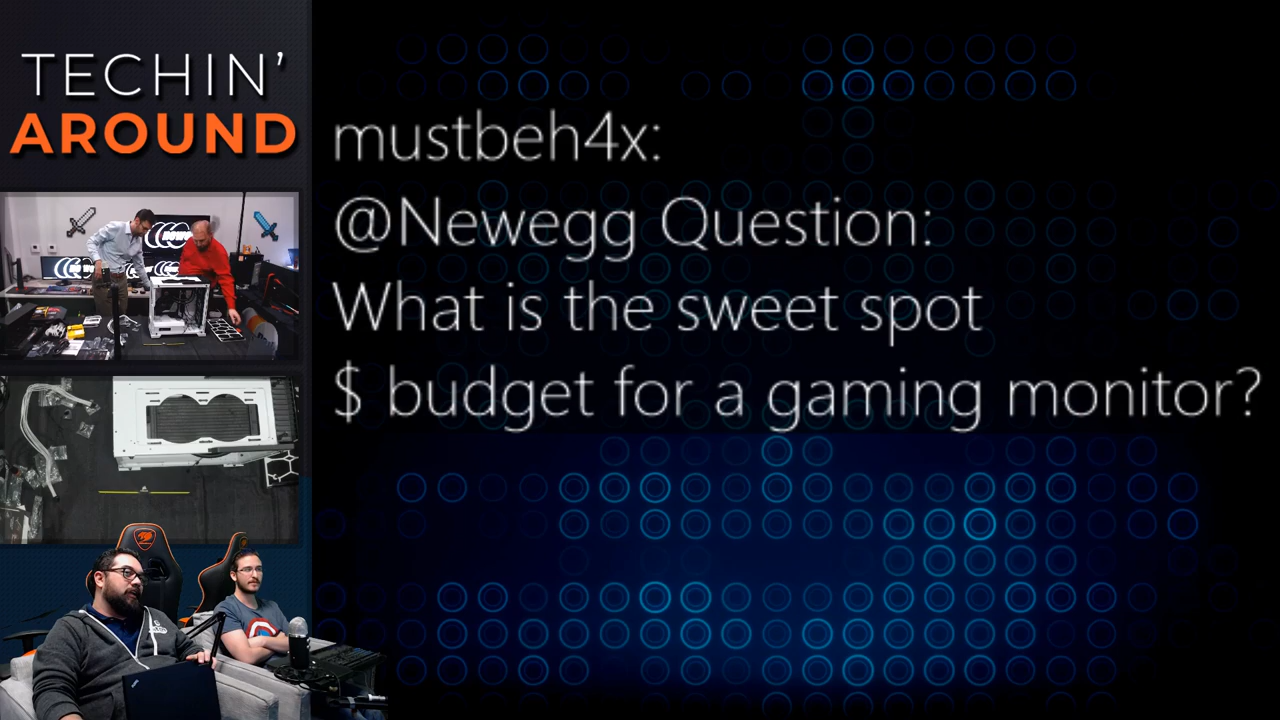 TECHIN’
AROUND
mustbeh4x:
@Newegg Question:
What is the sweet spot
$ budget for a gaming monitor?